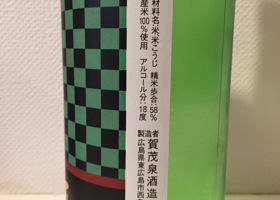 材料名:米・米こうじ 精米歩合:58%
産米100%使用 アルコール分:18度
製造者 賀茂泉酒造
広島県東広島市西